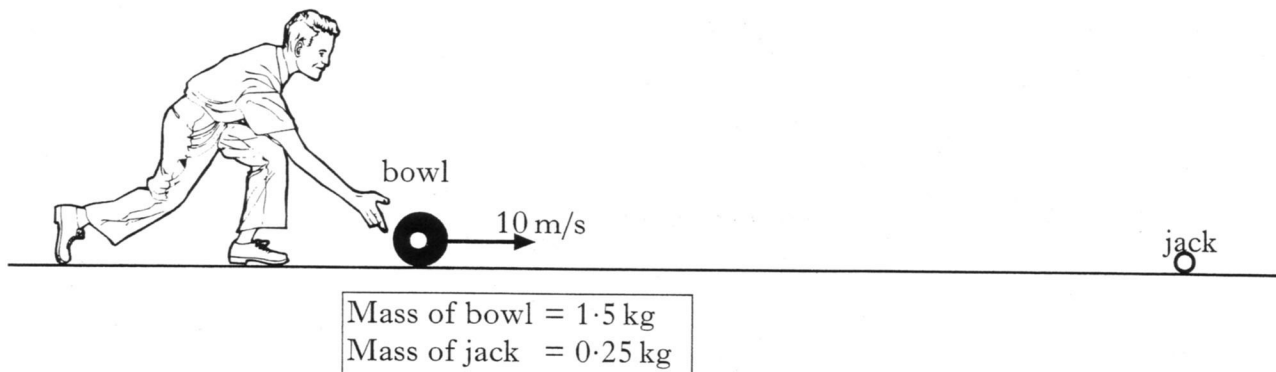 bowl
10 m/s
jack
Mass of bowl = 1·5 kg
Mass of jack = 0·25 kg